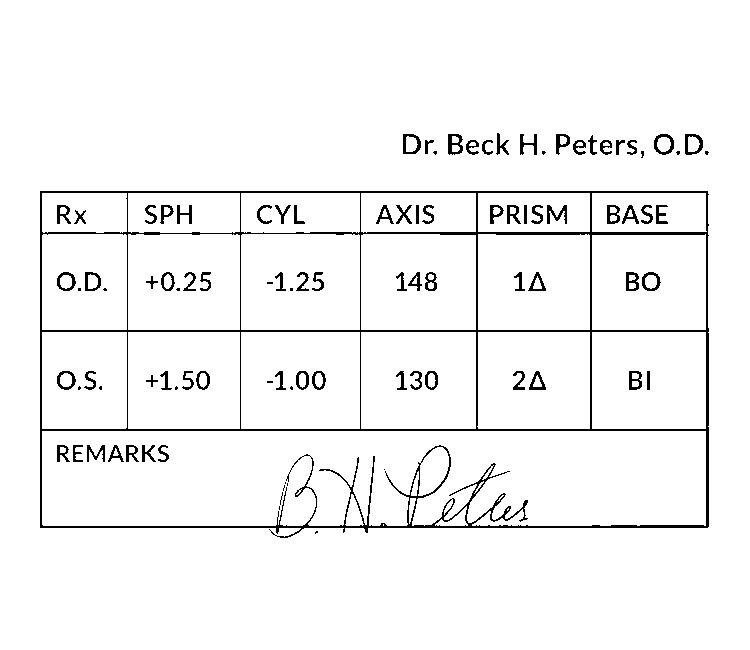 Dr. Beck H. Peters, O.D.
Rx SPH CYL AXIS PRISM BASE
O.D. +0.25 -1.25 148 1Δ BO
O.S. +1.50 -1.00 130 2Δ BI
REMARKS
B. H. Peters